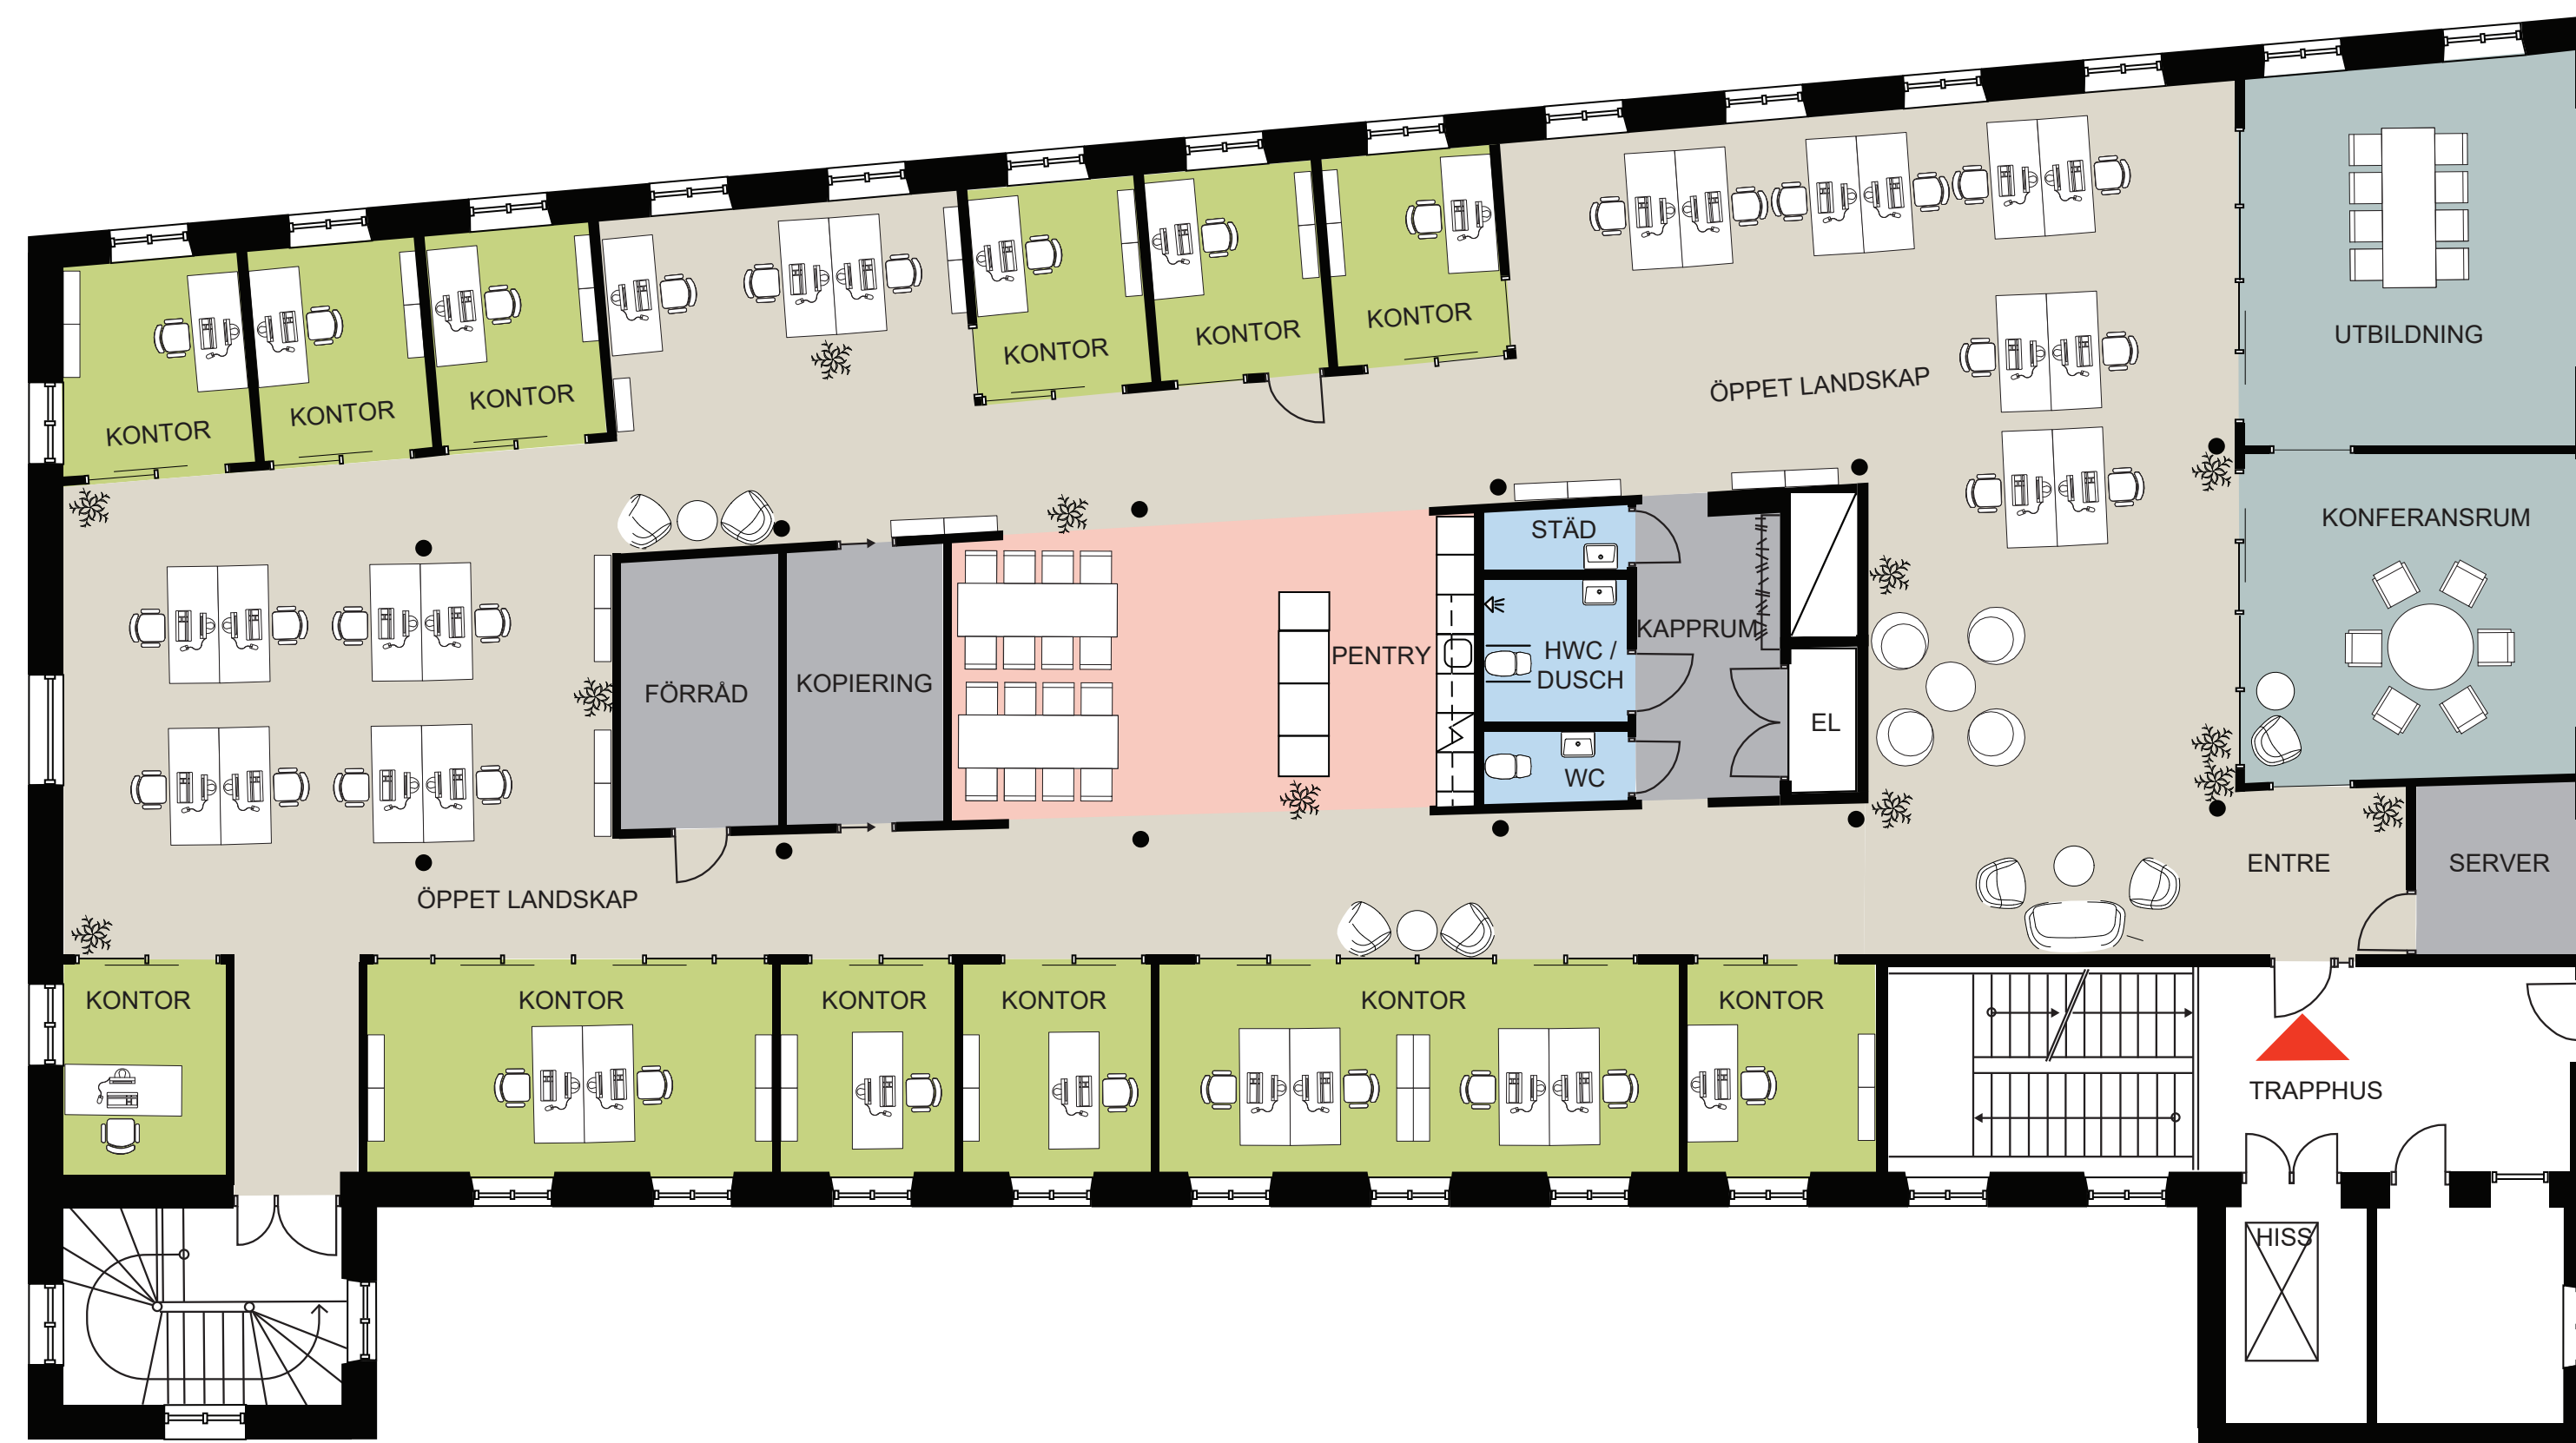 UTBILDNING
KONTOR
KONTOR
KONTOR
KONTOR
KONTOR
KONTOR
ÖPPET LANDSKAP
KONFERANSRUM
STÄD
KAPPRUM
PENTRY
HWC /
DUSCH
FÖRRÅD
KOPIERING
EL
WC
ENTRE
SERVER
ÖPPET LANDSKAP
KONTOR
KONTOR
KONTOR
KONTOR
KONTOR
KONTOR
TRAPPHUS
HISS